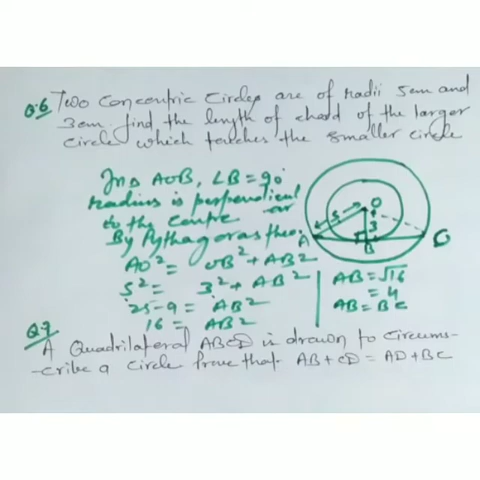 Q.6 Two concentric circles are of radii 5cm and
3cm. find the length of chord of the larger
circle which touches the smaller circle
In Δ AOB, ∠B = 90°
radius is perpendicular
to the centre
By Pythagoras theo.
AO² = OB² + AB²
5² = 3² + AB²
25-9 = AB²
16 = AB²
AB = √16
= 4
AB = BC
O
5
3
A
B
C
Q7
A Quadrilateral ABCD is drawn to circums-
-cribe a circle prove that AB + CD = AD + BC